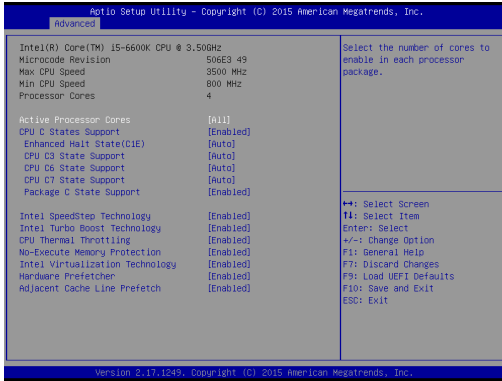 Aptio Setup Utility – Copyright (C) 2015 American Megatrends, Inc.
Advanced
Intel(R) Core(TM) i5-6600K CPU @ 3.50GHz
Microcode Revision 506E3 49
Max CPU Speed 3500 MHz
Min CPU Speed 800 MHz
Processor Cores 4
Active Processor Cores [All]
CPU C States Support [Enabled]
Enhanced Halt State(C1E) [Auto]
CPU C3 State Support [Auto]
CPU C6 State Support [Auto]
CPU C7 State Support [Auto]
Package C State Support [Enabled]
Intel SpeedStep Technology [Enabled]
Intel Turbo Boost Technology [Enabled]
CPU Thermal Throttling [Enabled]
No-Execute Memory Protection [Enabled]
Intel Virtualization Technology [Enabled]
Hardware Prefetcher [Enabled]
Adjacent Cache Line Prefetch [Enabled]
Select the number of cores to
enable in each processor
package.
↔: Select Screen
↑↓: Select Item
Enter: Select
+/-: Change Option
F1: General Help
F7: Discard Changes
F9: Load UEFI Defaults
F10: Save and Exit
ESC: Exit
Version 2.17.1249. Copyright (C) 2015 American Megatrends, Inc.